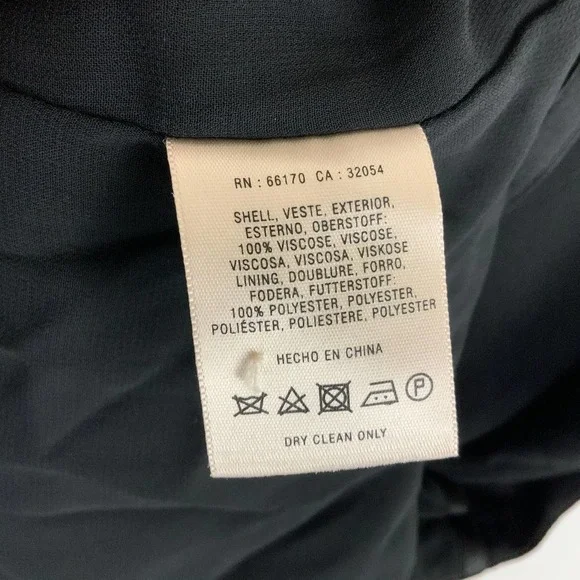 RN : 66170 CA : 32054
SHELL, VESTE, EXTERIOR,
ESTERNO, OBERSTOFF:
100% VISCOSE, VISCOSE,
VISCOSA, VISCOSA, VISKOSE
LINING, DOUBLURE, FORRO,
FODERA, FUTTERSTOFF:
100% POLYESTER, POLYESTER,
POLIÉSTER, POLIESTERE, POLYESTER
HECHO EN CHINA
P
DRY CLEAN ONLY